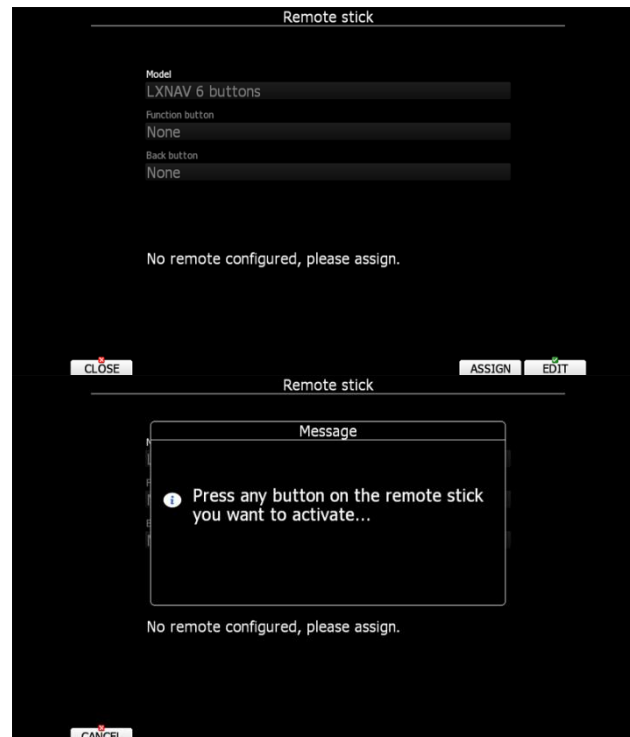 Remote stick
Model
LXNAV 6 buttons
Function button
None
Back button
None
No remote configured, please assign.
CLOSE
ASSIGN
EDIT
Remote stick
Message
Press any button on the remote stick
you want to activate...
No remote configured, please assign.
CANCEL